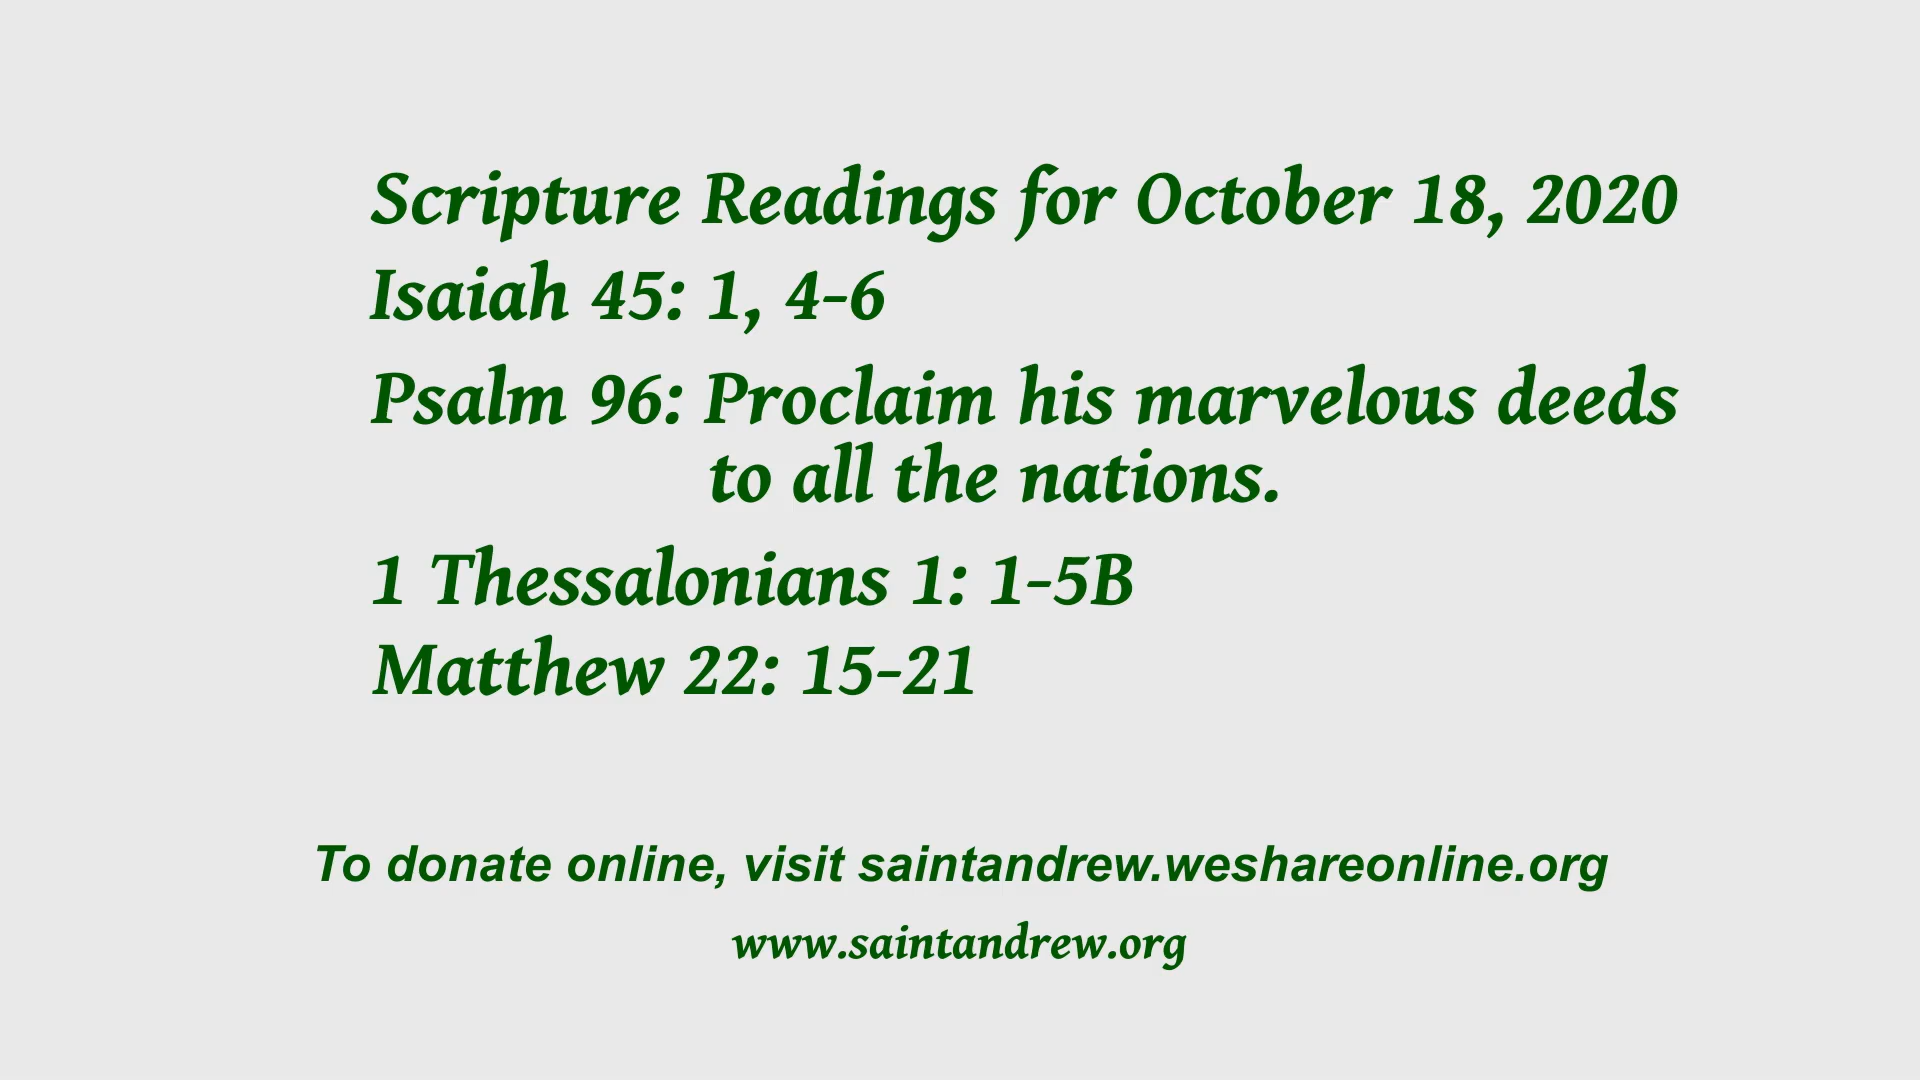 Scripture Readings for October 18, 2020
Isaiah 45: 1, 4-6
Psalm 96: Proclaim his marvelous deeds
to all the nations.
1 Thessalonians 1: 1-5B
Matthew 22: 15-21
To donate online, visit saintandrew.weshareonline.org
www.saintandrew.org